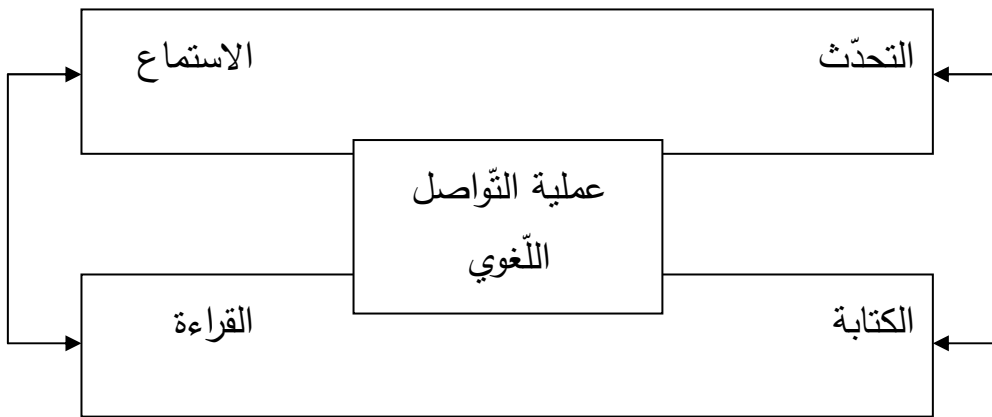 التحدّث
الاستماع
عملية التّواصل
اللّغوي
الكتابة
القراءة